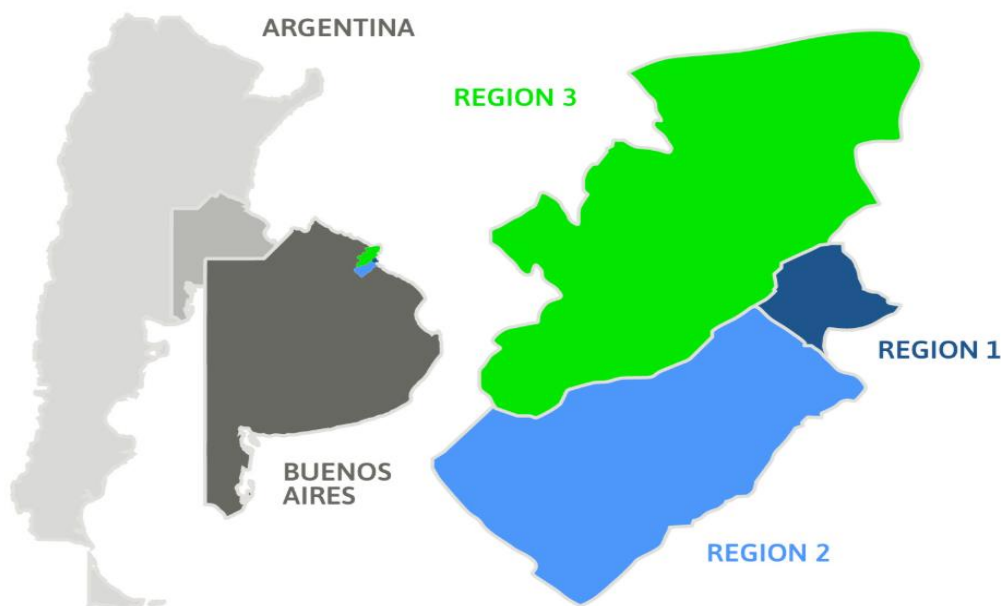 ARGENTINA
REGION 3
REGION 1
BUENOS
AIRES
REGION 2